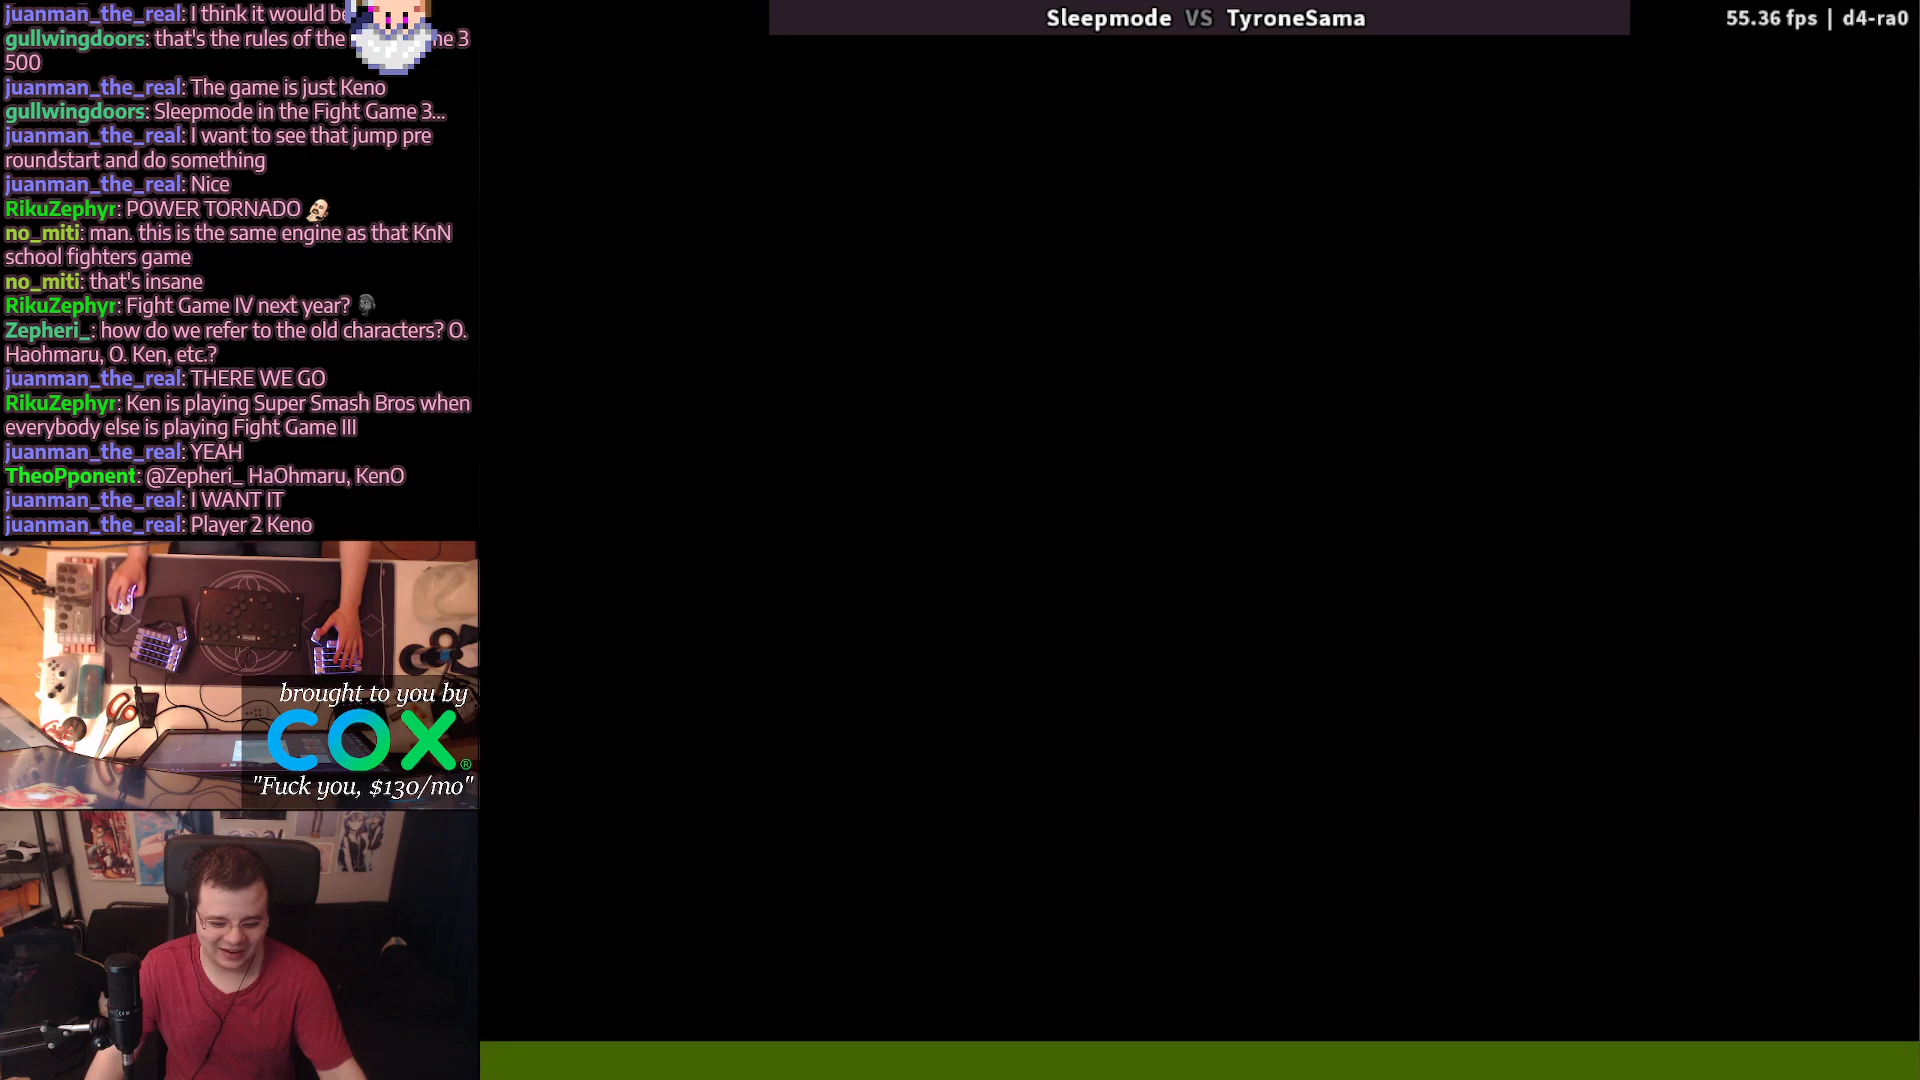 juanman_the_real: I think it would be
gullwingdoors: that's the rules of the me 3
500
juanman_the_real: The game is just Keno
gullwingdoors: Sleepmode in the Fight Game 3...
juanman_the_real: I want to see that jump pre
roundstart and do something
juanman_the_real: Nice
RikuZephyr: POWER TORNADO
no_miti: man. this is the same engine as that KnN
school fighters game
no_miti: that's insane
RikuZephyr: Fight Game IV next year?
Zepheri_: how do we refer to the old characters? O.
Haohmaru, O. Ken, etc.?
juanman_the_real: THERE WE GO
RikuZephyr: Ken is playing Super Smash Bros when
everybody else is playing Fight Game III
juanman_the_real: YEAH
TheoPponent: @Zepheri_ HaOhmaru, KenO
juanman_the_real: I WANT IT
juanman_the_real: Player 2 Keno
Sleepmode VS TyroneSama
55.36 fps | d4-ra0
brought to you by
COX®
"Fuck you, $130/mo"